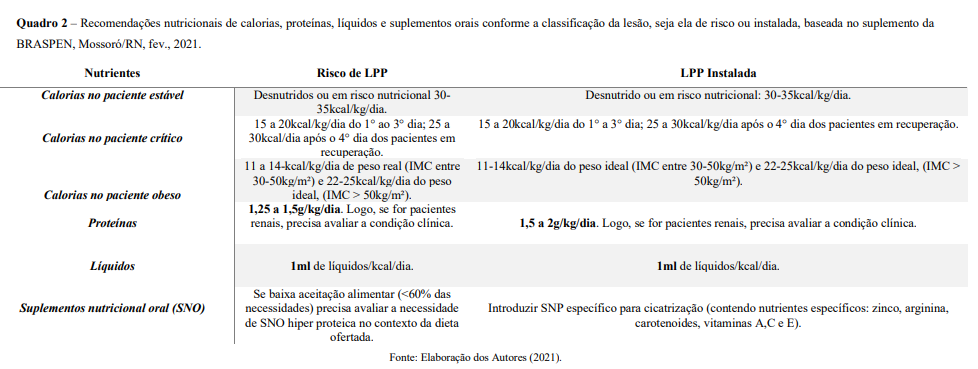 Quadro 2 – Recomendações nutricionais de calorias, proteínas, líquidos e suplementos orais conforme a classificação da lesão, seja ela de risco ou instalada, baseada no suplemento da
BRASPEN, Mossoró/RN, fev., 2021.
Nutrientes
Risco de LPP
LPP Instalada
Calorias no paciente estável
Desnutridos ou em risco nutricional 30-
35kcal/kg/dia.
Desnutrido ou em risco nutricional: 30-35kcal/kg/dia.
Calorias no paciente crítico
15 a 20kcal/kg/dia do 1° ao 3° dia; 25 a
30kcal/dia após o 4° dia dos pacientes em
recuperação.
15 a 20kcal/kg/dia do 1° a 3° dia; 25 a 30kcal/kg/dia após o 4° dia dos pacientes em recuperação.
Calorias no paciente obeso
11 a 14-kcal/kg/dia de peso real (IMC entre
30-50kg/m²) e 22-25kcal/kg/dia do peso
ideal, (IMC > 50kg/m²).
11-14kcal/kg/dia do peso ideal (IMC entre 30-50kg/m²) e 22-25kcal/kg/dia do peso ideal, (IMC >
50kg/m²).
Proteínas
1,25 a 1,5g/kg/dia. Logo, se for pacientes
renais, precisa avaliar a condição clínica.
1,5 a 2g/kg/dia. Logo, se for pacientes renais, precisa avaliar a condição clínica.
Líquidos
1ml de líquidos/kcal/dia.
1ml de líquidos/kcal/dia.
Suplementos nutricional oral (SNO)
Se baixa aceitação alimentar (<60% das
necessidades) precisa avaliar a necessidade
de SNO hiper proteica no contexto da dieta
ofertada.
Introduzir SNP específico para cicatrização (contendo nutrientes específicos: zinco, arginina,
carotenoides, vitaminas A,C e E).
Fonte: Elaboração dos Autores (2021).